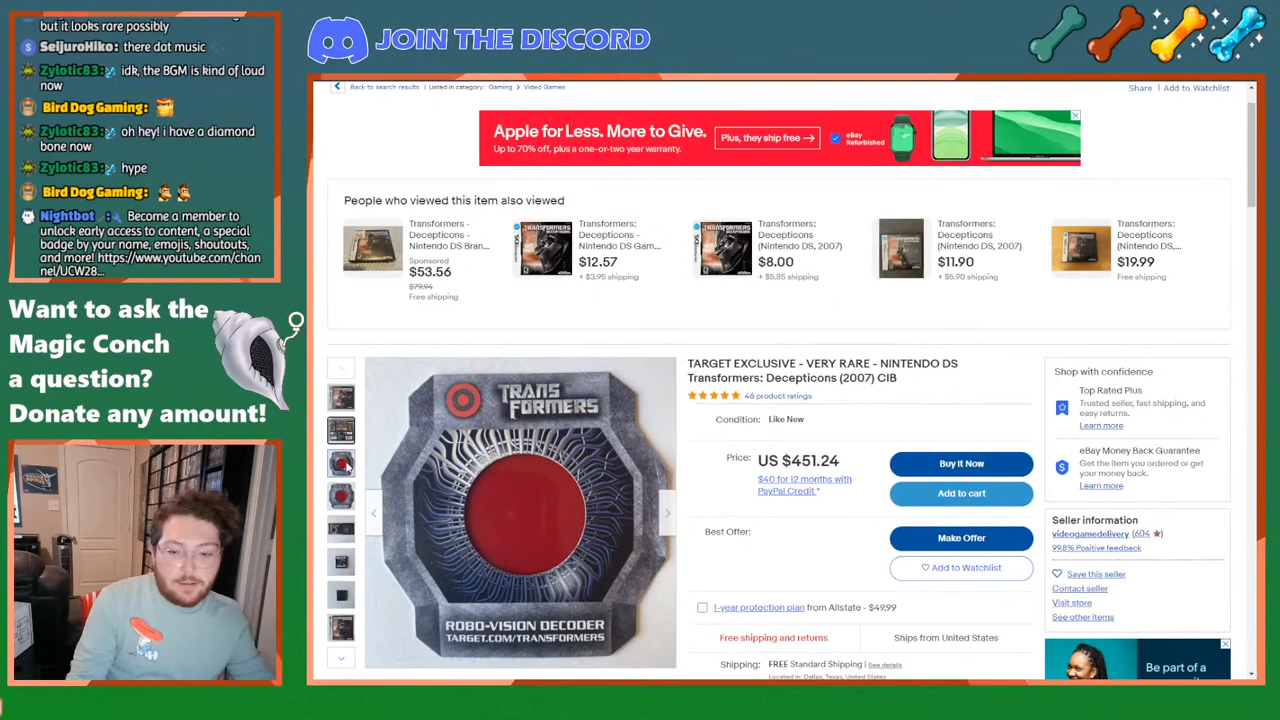 but it looks rare possibly
SeijuroHiko: there dat music
Zylotic83: idk, the BGM is kind of loud
now
Bird Dog Gaming:
Zylotic83: oh hey! i have a diamond
bone now
Zylotic83: hype
Bird Dog Gaming:
Nightbot: Become a member to
unlock early access to content, a special
badge by your name, emojis, shoutouts,
and more! https://www.youtube.com/cha
nnel/UCW28...
Want to ask the
Magic Conch
a question?
Donate any amount!
JOIN THE DISCORD
Back to search results | Listed in category: Gaming > Video Games
Share | Add to Watchlist
Apple for Less. More to Give.
Up to 70% off, plus a one-or-two year warranty.
Plus, they ship free →
eBay
Refurbished
People who viewed this item also viewed
Transformers -
Decepticons -
Nintendo DS Bran...
Sponsored
$53.56
$79.94
Free shipping
Transformers:
Decepticons
- Nintendo DS Gam...
$12.57
+ $3.95 shipping
Transformers:
Decepticons
(Nintendo DS, 2007)
$8.00
+ $5.85 shipping
Transformers:
Decepticons
(Nintendo DS, 2007)
$11.90
+ $5.90 shipping
Transformers:
Decepticons
(Nintendo DS,...
$19.99
Free shipping
TRANS
FORMERS
ROBO-VISION DECODER
TARGET.COM/TRANSFORMERS
TARGET EXCLUSIVE - VERY RARE - NINTENDO DS
Transformers: Decepticons (2007) CIB
46 product ratings
Condition: Like New
Price: US $451.24
$40 for 12 months with
PayPal Credit *
Buy It Now
Add to cart
Best Offer:
Make Offer
Add to Watchlist
1-year protection plan from Allstate - $49.99
Free shipping and returns
Ships from United States
Shipping: FREE Standard Shipping | See details
Located in: Dallas, Texas, United States
Shop with confidence
Top Rated Plus
Trusted seller, fast shipping, and
easy returns.
Learn more
eBay Money Back Guarantee
Get the item you ordered or get
your money back.
Learn more
Seller information
videogamedelivery (604 )
99.8% Positive feedback
Save this seller
Contact seller
Visit store
See other items
Be part of a